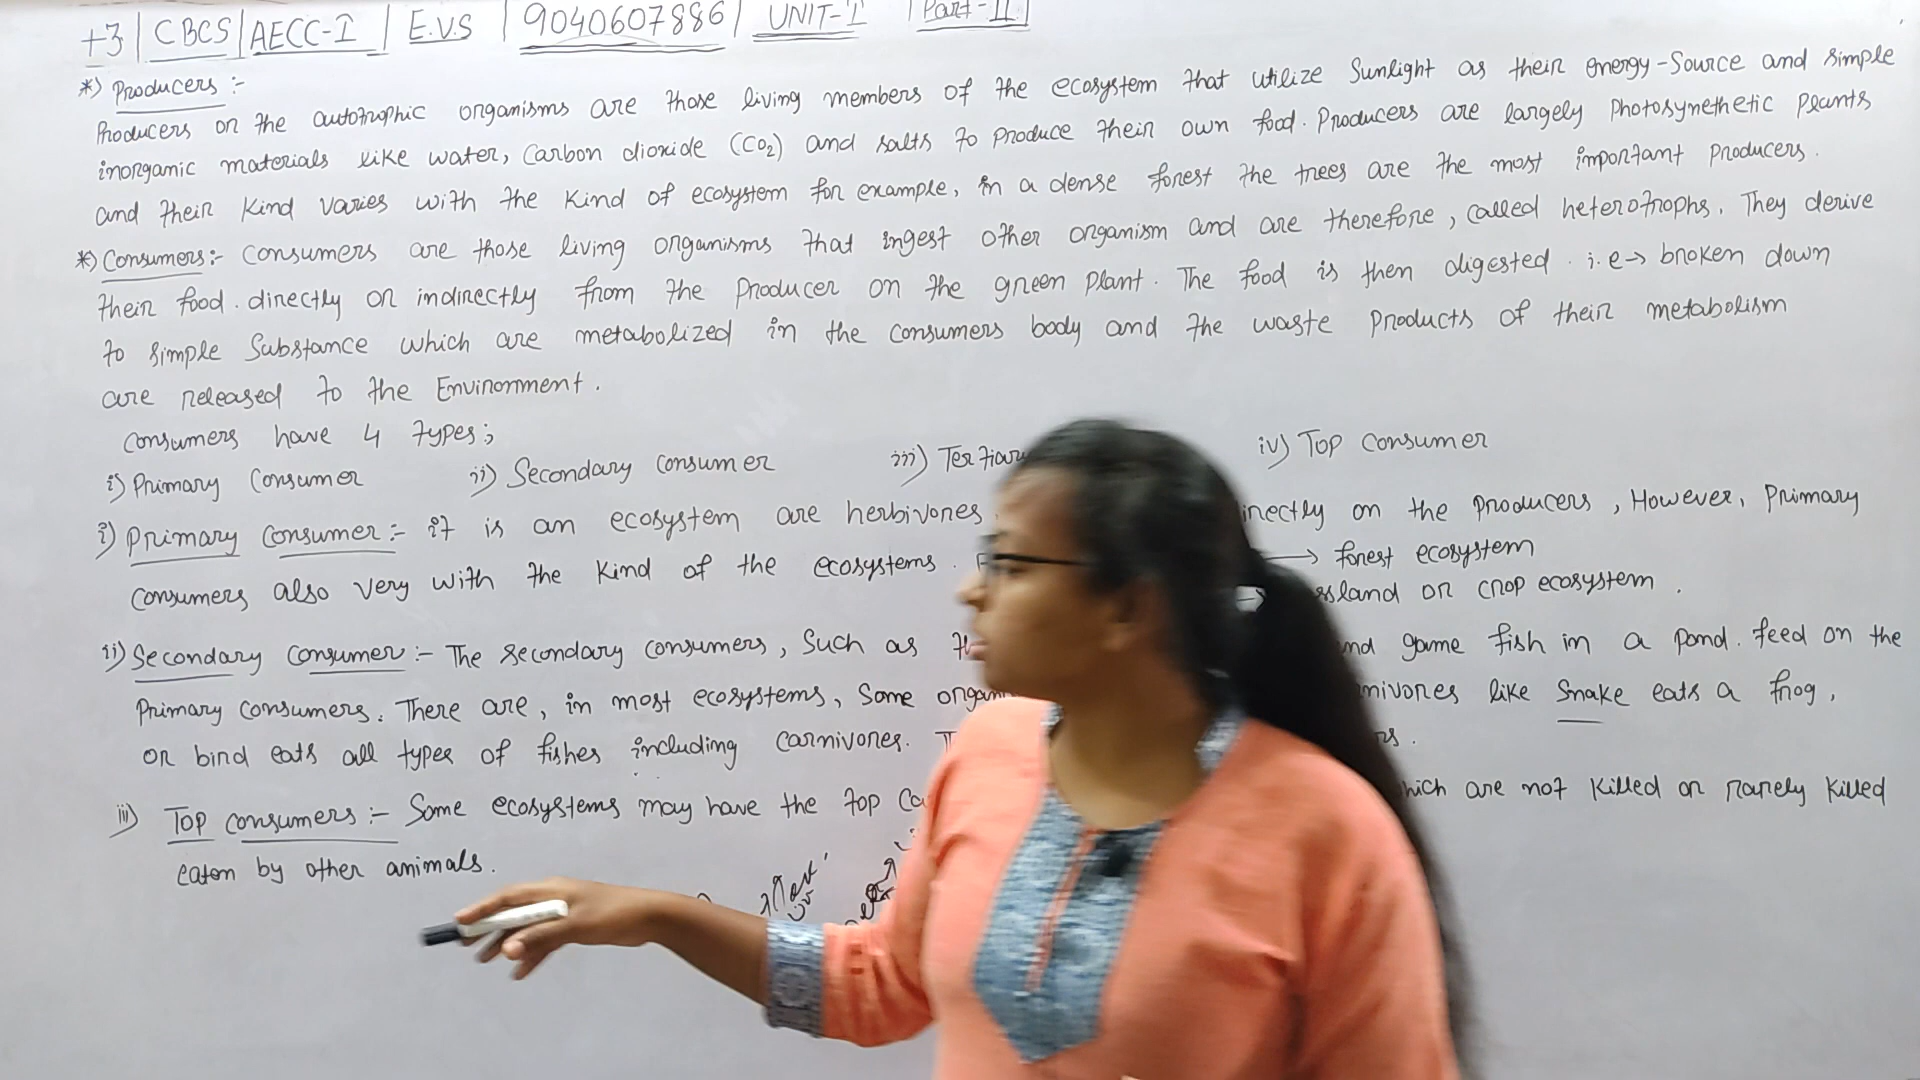 +3 | CBCS | AECC-I | E.V.S | 9040607886 | UNIT-I | Part-II |
*) Producers :-
Producers or the autotrophic organisms are those living members of the ecosystem that utilize Sunlight as their energy-Source and simple
inorganic materials like water, Carbon dioxide (CO2) and salts to produce their own food. Producers are largely photosynethetic plants
and their kind varies with the kind of ecosystem for example, in a dense forest the trees are the most important producers.
*) Consumers :- Consumers are those living organisms that ingest other organism and are therefore, called heterotrophs. They derive
their food. directly or indirectly from the producer or the green plant. The food is then digested. i.e→ broken down
to simple Substance which are metabolized in the consumers body and the waste products of their metabolism
are released to the Environment.
Consumers have 4 types;
i) Primary Consumer ii) Secondary consumer iii) Tertiary iv) Top consumer
i) Primary Consumer :- it is an ecosystem are herbivores on the producers, However, primary
consumers also very with the kind of the ecosystems. → forest ecosystem
→ or crop ecosystem.
ii) Secondary consumer :- The secondary consumers, Such as game fish in a pond. feed on the
primary consumers. There are, in most ecosystems, Some like Snake eats a frog,
or bird eats all types of fishes including carnivores.
iii) Top consumers :- Some ecosystems may have the top which are not killed or rarely killed
eaten by other animals.